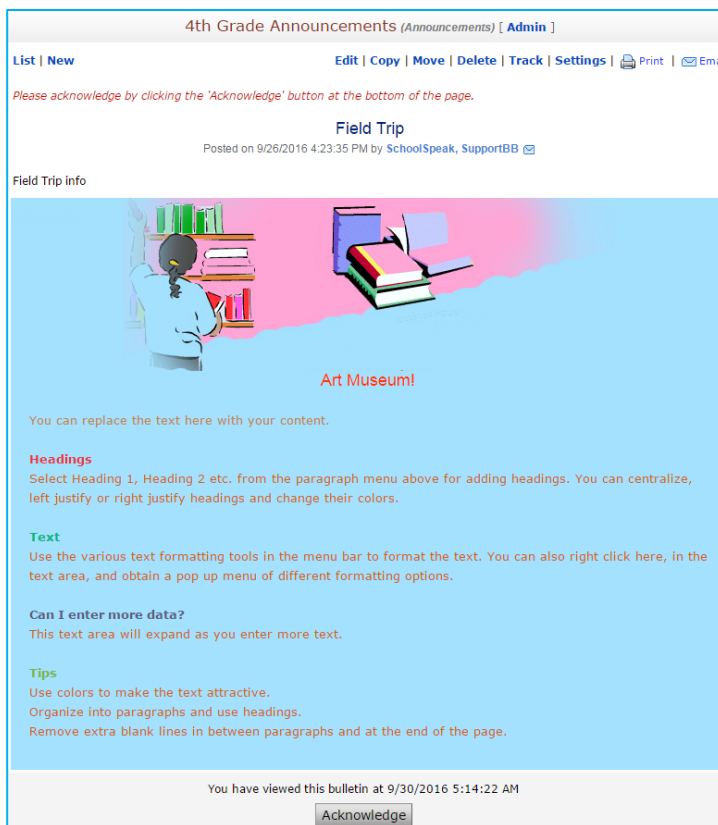 4th Grade Announcements (Announcements) [ Admin ]
List | New Edit | Copy | Move | Delete | Track | Settings | Print | Ema
Please acknowledge by clicking the 'Acknowledge' button at the bottom of the page.
Field Trip
Posted on 9/26/2016 4:23:35 PM by SchoolSpeak, SupportBB
Field Trip info
Art Museum!
You can replace the text here with your content.
Headings
Select Heading 1, Heading 2 etc. from the paragraph menu above for adding headings. You can centralize,
left justify or right justify headings and change their colors.
Text
Use the various text formatting tools in the menu bar to format the text. You can also right click here, in the
text area, and obtain a pop up menu of different formatting options.
Can I enter more data?
This text area will expand as you enter more text.
Tips
Use colors to make the text attractive.
Organize into paragraphs and use headings.
Remove extra blank lines in between paragraphs and at the end of the page.
You have viewed this bulletin at 9/30/2016 5:14:22 AM
Acknowledge